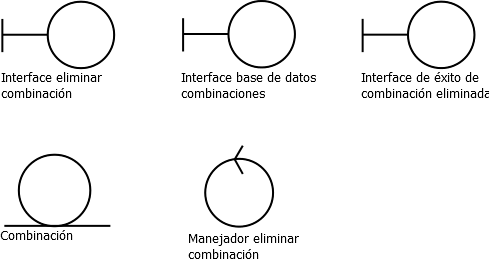 Interface eliminar
combinación
Interface base de datos
combinaciones
Interface de éxito de
combinación eliminada
Combinación
Manejador eliminar
combinación